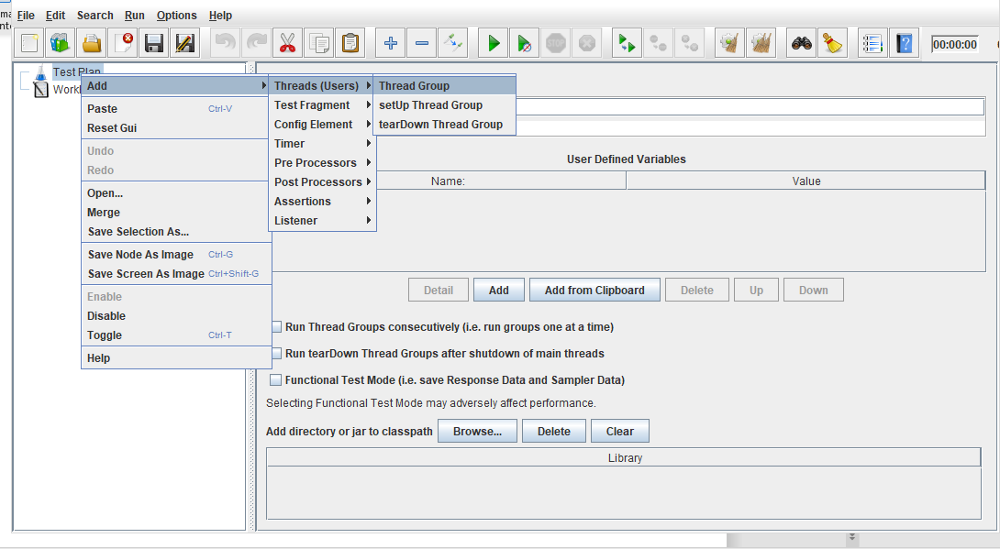 File Edit Search Run Options Help
00:00:00
Test Plan
Add
Paste Ctrl-V
Reset Gui
Undo
Redo
Open...
Merge
Save Selection As...
Save Node As Image Ctrl-G
Save Screen As Image Ctrl+Shift-G
Enable
Disable
Toggle Ctrl-T
Help
Threads (Users)
Test Fragment
Config Element
Timer
Pre Processors
Post Processors
Assertions
Listener
Thread Group
setUp Thread Group
tearDown Thread Group
User Defined Variables
Name: Value
Detail Add Add from Clipboard Delete Up Down
Run Thread Groups consecutively (i.e. run groups one at a time)
Run tearDown Thread Groups after shutdown of main threads
Functional Test Mode (i.e. save Response Data and Sampler Data)
Selecting Functional Test Mode may adversely affect performance.
Add directory or jar to classpath Browse... Delete Clear
Library